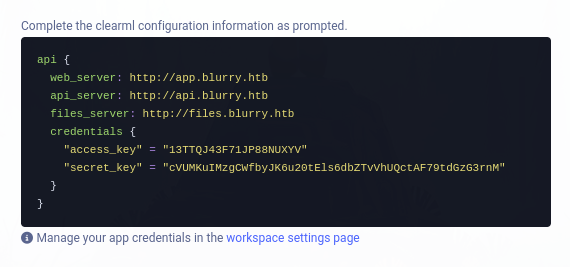 Complete the clearml configuration information as prompted.
api {
  web_server: http://app.blurry.htb
  api_server: http://api.blurry.htb
  files_server: http://files.blurry.htb
  credentials {
    "access_key" = "13TTQJ43F71JP88NUXYV"
    "secret_key" = "cVUMKuIMzgCWfbyJK6u20tEls6dbZTvVhUQctAF79tdGzG3rnM"
  }
}
Manage your app credentials in the workspace settings page